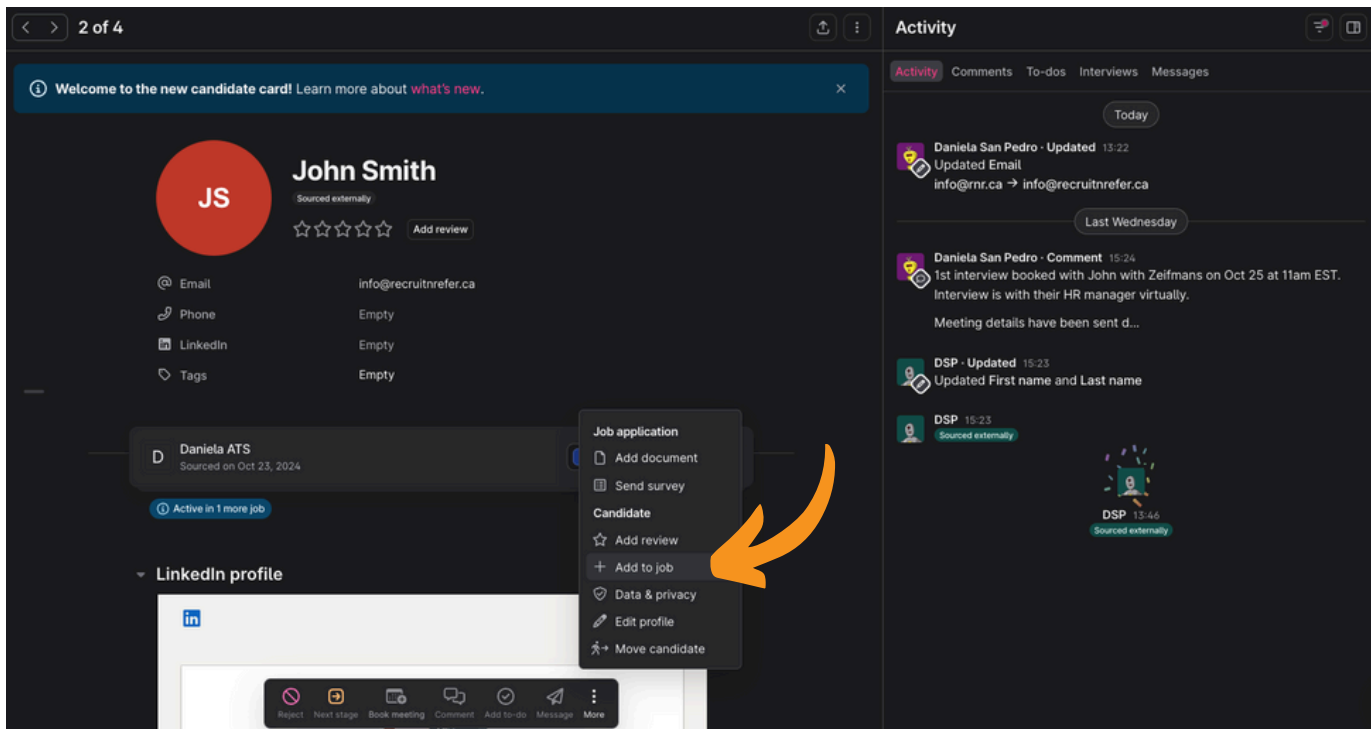 2 of 4
Welcome to the new candidate card! Learn more about what's new.
JS
John Smith
Sourced externally
Add review
Email
info@recruitnrefer.ca
Phone
Empty
LinkedIn
Empty
Tags
Empty
D
Daniela ATS
Sourced on Oct 23, 2024
Active in 1 more job
LinkedIn profile
in
Job application
Add document
Send survey
Candidate
Add review
Add to job
Data & privacy
Edit profile
Move candidate
Reject
Next stage
Book meeting
Comment
Add to-do
Message
More
Activity
Activity Comments To-dos Interviews Messages
Today
Daniela San Pedro · Updated 13:22
Updated Email
info@rnr.ca → info@recruitnrefer.ca
Last Wednesday
Daniela San Pedro · Comment 15:24
1st interview booked with John with Zeifmans on Oct 25 at 11am EST.
Interview is with their HR manager virtually.
Meeting details have been sent d...
DSP · Updated 15:23
Updated First name and Last name
DSP 15:23
Sourced externally
DSP 13:46
Sourced externally